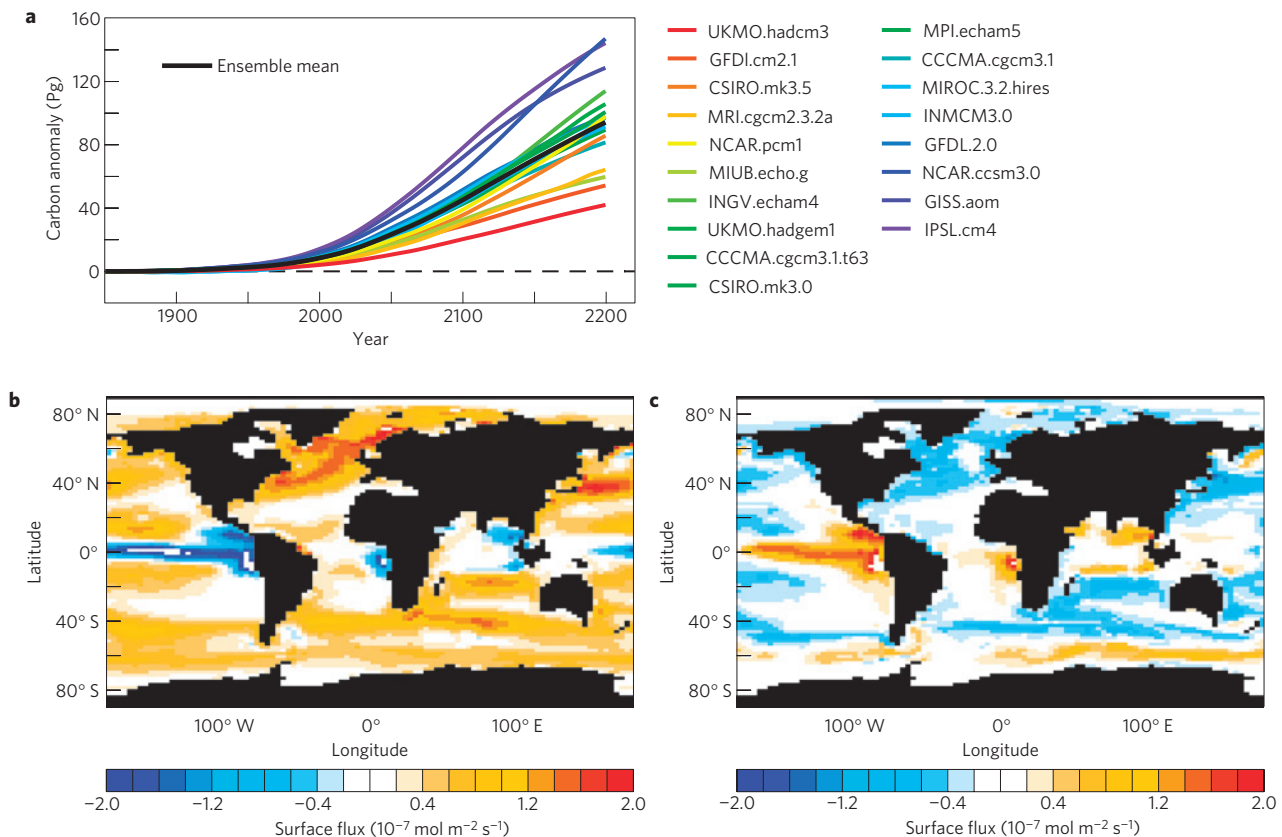 a
160
120
80
40
0
Carbon anomaly (Pg)
Ensemble mean
1900
2000
2100
2200
Year
UKMO.hadcm3
GFDl.cm2.1
CSIRO.mk3.5
MRI.cgcm2.3.2a
NCAR.pcm1
MIUB.echo.g
INGV.echam4
UKMO.hadgem1
CCCMA.cgcm3.1.t63
CSIRO.mk3.0
MPI.echam5
CCCMA.cgcm3.1
MIROC.3.2.hires
INMCM3.0
GFDL.2.0
NCAR.ccsm3.0
GISS.aom
IPSL.cm4
b
80° N
40° N
0°
40° S
80° S
Latitude
100° W
0°
100° E
Longitude
−2.0
−1.2
−0.4
0.4
1.2
2.0
Surface flux (10⁻⁷ mol m⁻² s⁻¹)
c
80° N
40° N
0°
40° S
80° S
Latitude
100° W
0°
100° E
Longitude
−2.0
−1.2
−0.4
0.4
1.2
2.0
Surface flux (10⁻⁷ mol m⁻² s⁻¹)